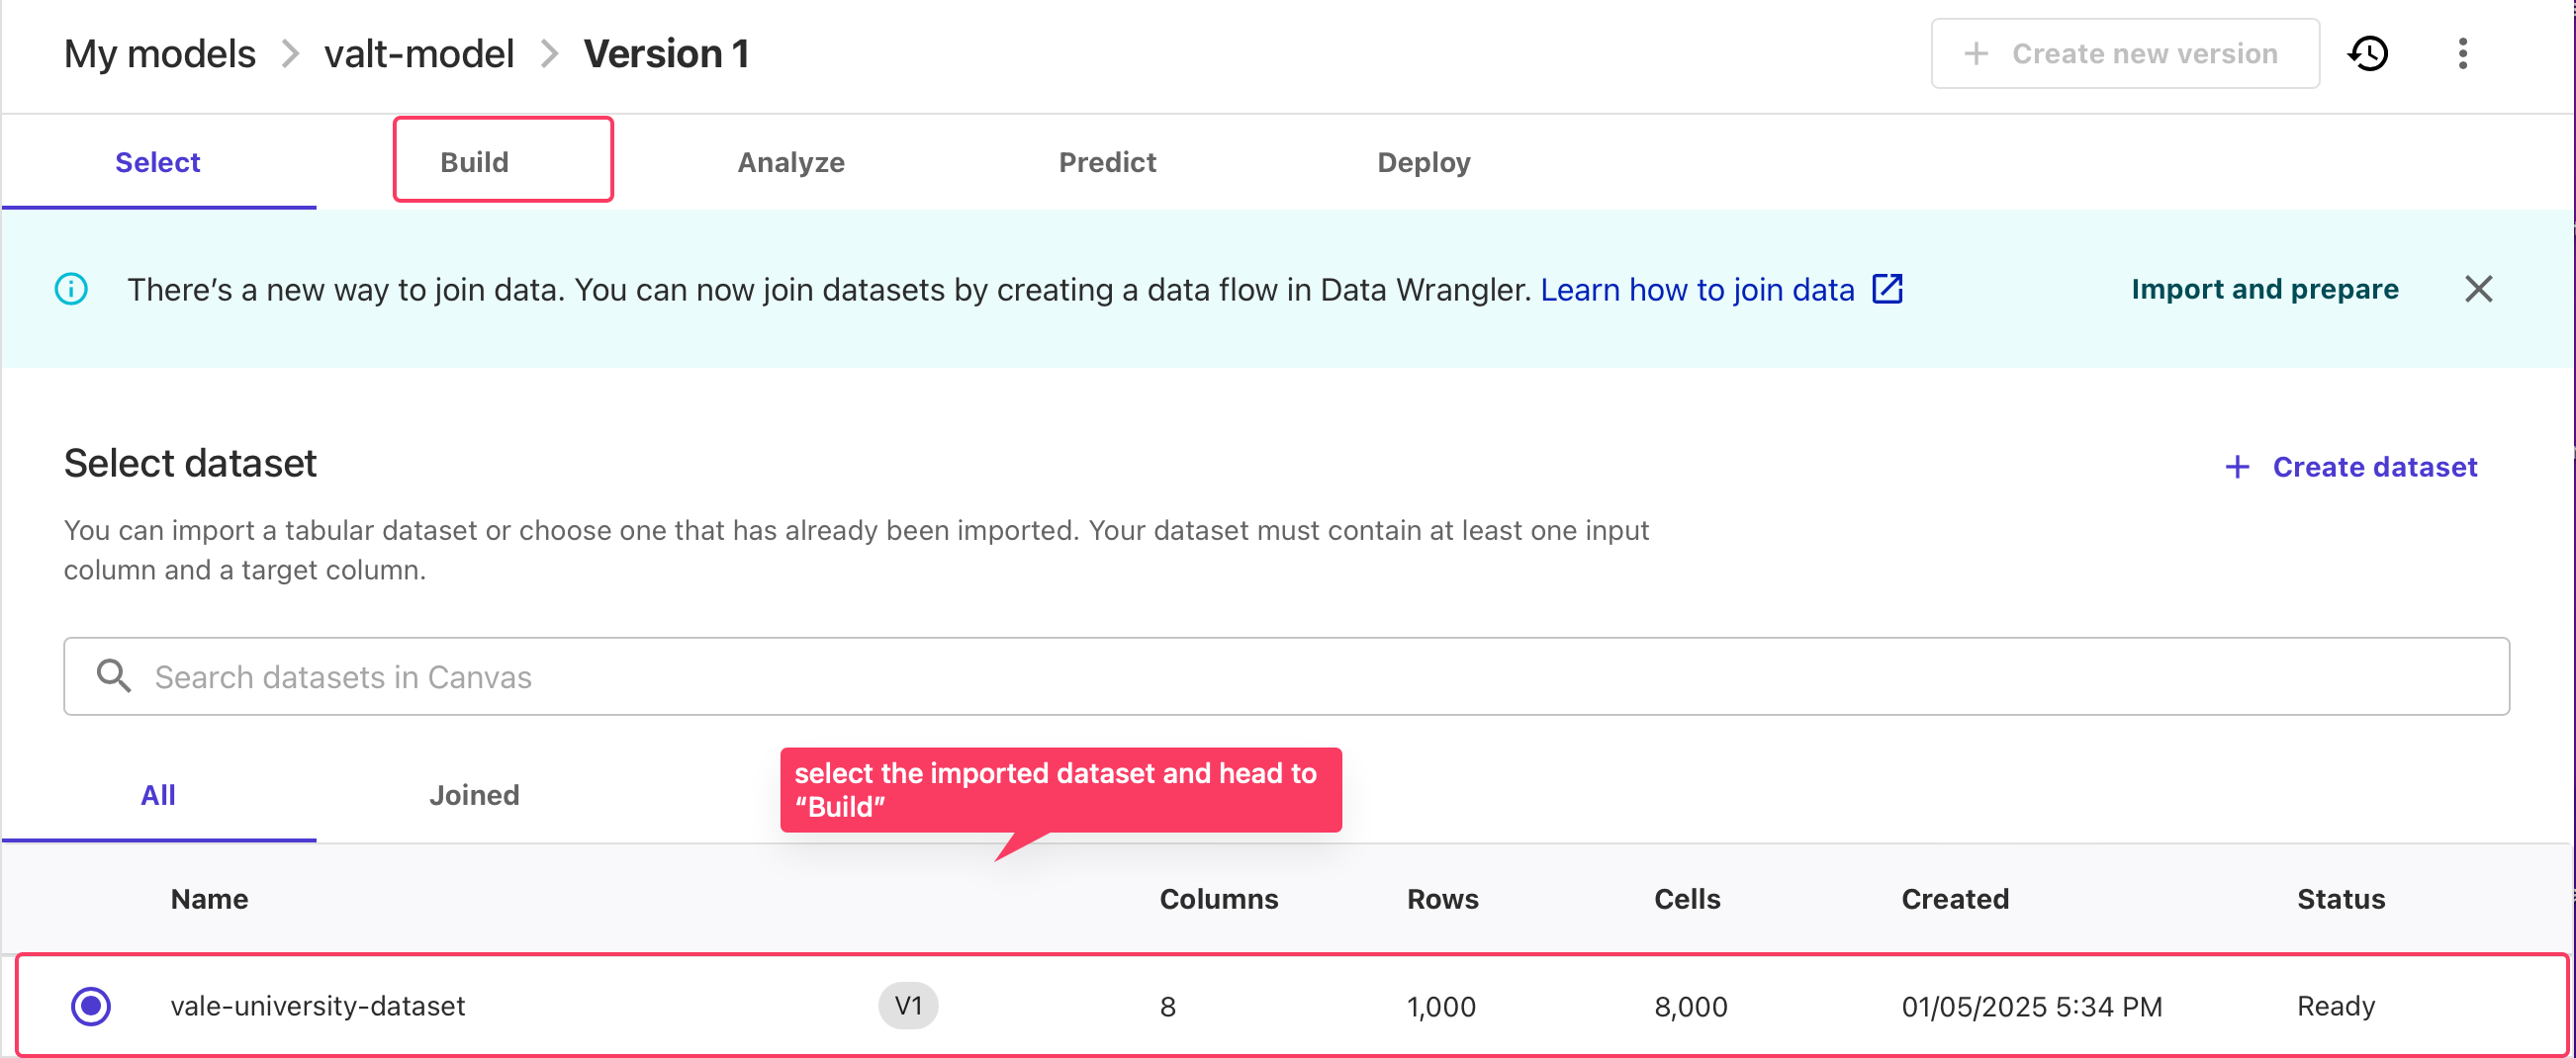 My models > valt-model > Version 1
+ Create new version
Select Build Analyze Predict Deploy
There’s a new way to join data. You can now join datasets by creating a data flow in Data Wrangler. Learn how to join data
Import and prepare
Select dataset
+ Create dataset
You can import a tabular dataset or choose one that has already been imported. Your dataset must contain at least one input
column and a target column.
Search datasets in Canvas
All Joined
select the imported dataset and head to
“Build”
Name Columns Rows Cells Created Status
vale-university-dataset V1 8 1,000 8,000 01/05/2025 5:34 PM Ready